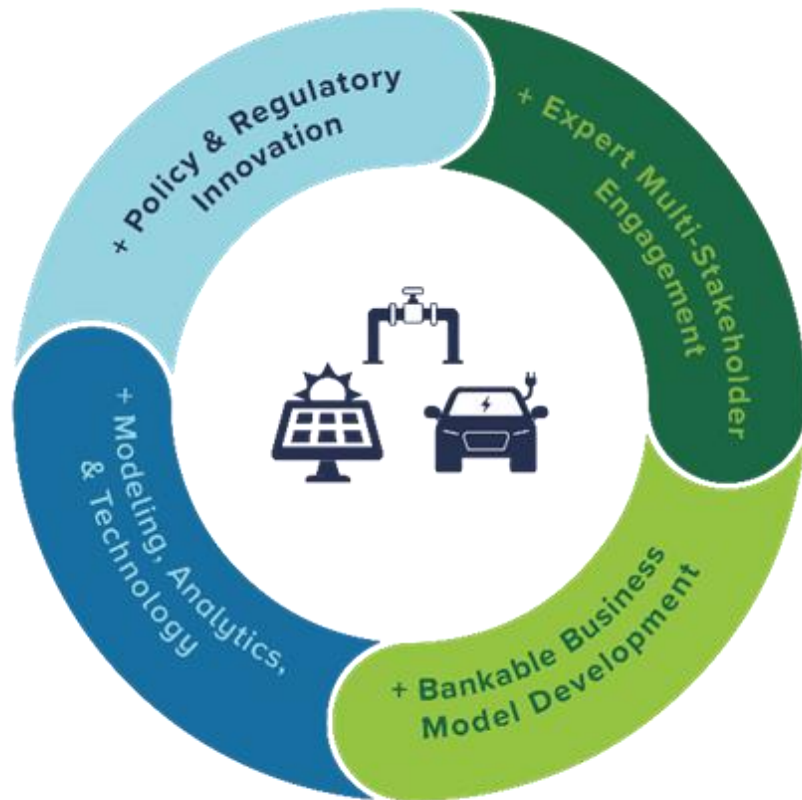 + Policy & Regulatory
Innovation
+ Expert Multi-Stakeholder
Engagement
+ Bankable Business
Model Development
+ Modeling, Analytics,
& Technology